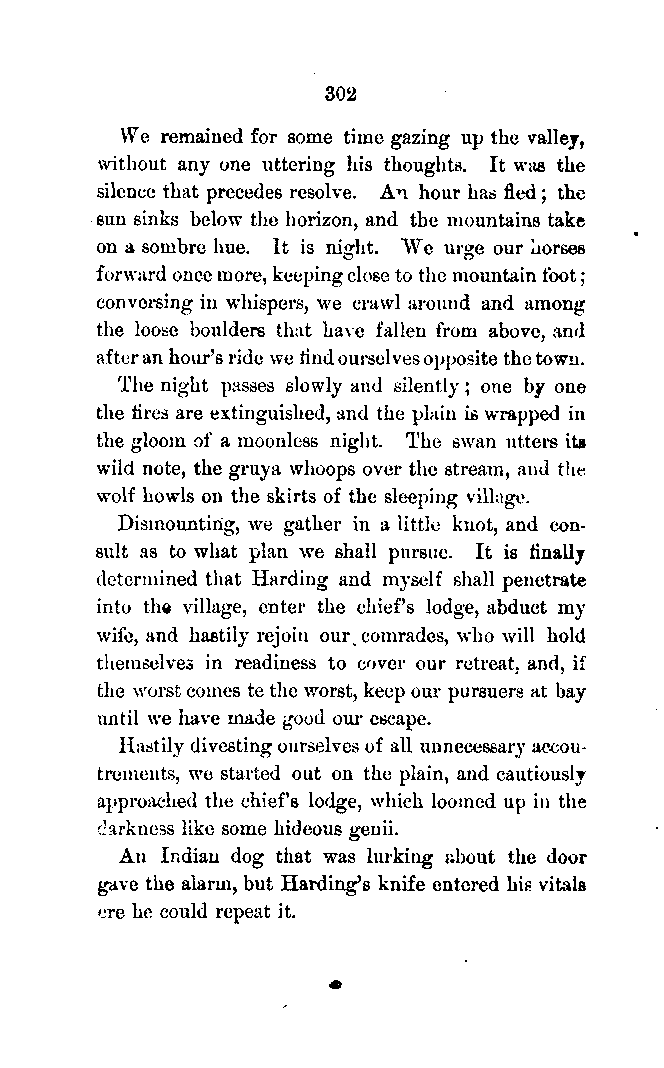 302
We remained for some time gazing up the valley,
without any one uttering his thoughts. It was the
silence that precedes resolve. An hour has fled; the
sun sinks below the horizon, and the mountains take
on a sombre hue. It is night. We urge our horses
forward once more, keeping close to the mountain foot;
conversing in whispers, we crawl around and among
the loose boulders that have fallen from above, and
after an hour's ride we find ourselves opposite the town.
The night passes slowly and silently; one by one
the fires are extinguished, and the plain is wrapped in
the gloom of a moonless night. The swan utters its
wild note, the gruya whoops over the stream, and the
wolf howls on the skirts of the sleeping village.
Dismounting, we gather in a little knot, and con-
sult as to what plan we shall pursue. It is finally
determined that Harding and myself shall penetrate
into the village, enter the chief's lodge, abduct my
wife, and hastily rejoin our comrades, who will hold
themselves in readiness to cover our retreat, and, if
the worst comes te the worst, keep our pursuers at bay
until we have made good our escape.
Hastily divesting ourselves of all unnecessary accou-
trements, we started out on the plain, and cautiously
approached the chief's lodge, which loomed up in the
darkness like some hideous genii.
An Indian dog that was lurking about the door
gave the alarm, but Harding's knife entered his vitals
ere he could repeat it.